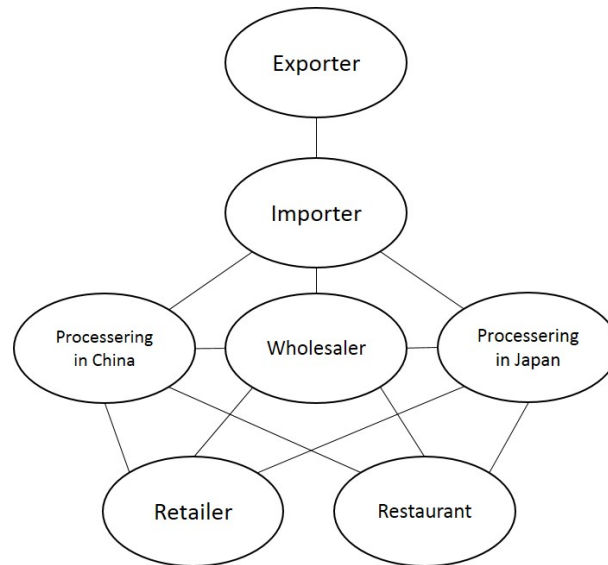 Exporter
Importer
Processering
in China
Wholesaler
Processering
in Japan
Retailer
Restaurant